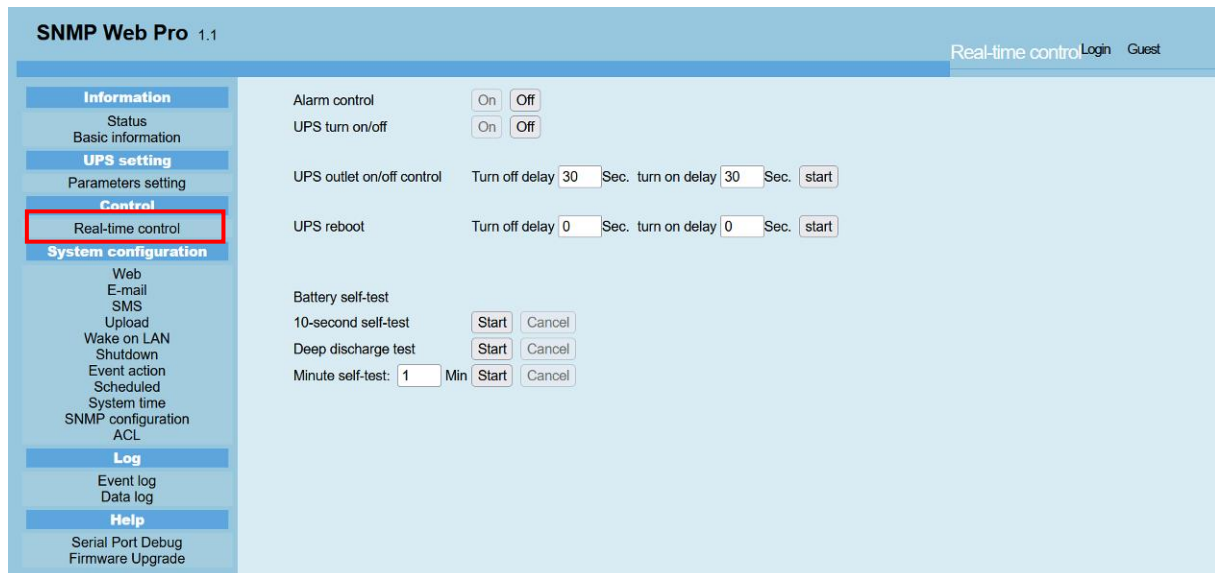 SNMP Web Pro 1.1
Real-time control Login Guest
Information
Status
Basic information
UPS setting
Parameters setting
Control
Real-time control
System configuration
Web
E-mail
SMS
Upload
Wake on LAN
Shutdown
Event action
Scheduled
System time
SNMP configuration
ACL
Log
Event log
Data log
Help
Serial Port Debug
Firmware Upgrade
Alarm control On Off
UPS turn on/off On Off
UPS outlet on/off control Turn off delay 30 Sec. turn on delay 30 Sec. start
UPS reboot Turn off delay 0 Sec. turn on delay 0 Sec. start
Battery self-test
10-second self-test Start Cancel
Deep discharge test Start Cancel
Minute self-test: 1 Min Start Cancel